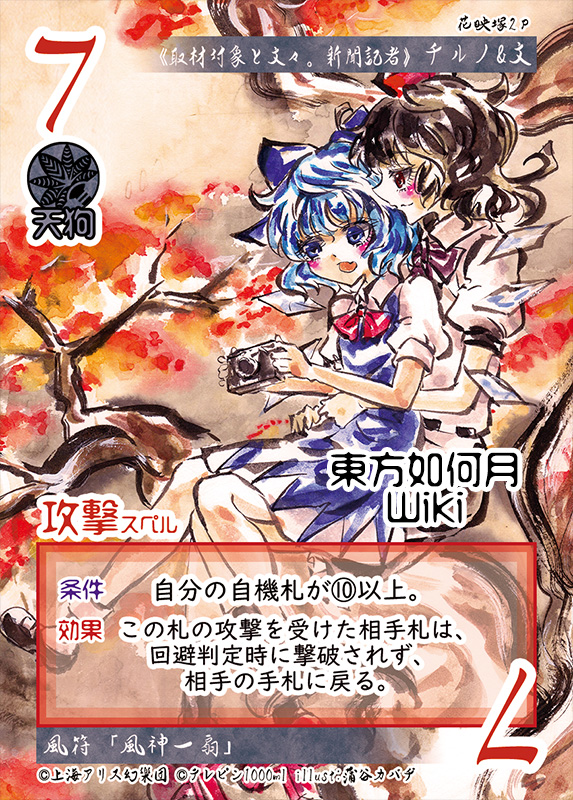 花映塚2P
7
《取材対象と文々。新聞記者》 チルノ&文
天狗
東方如何月
Wiki
攻撃スペル
条件 自分の自機札が⑩以上。
効果 この札の攻撃を受けた相手札は、
回避判定時に撃破されず、
相手の手札に戻る。
7
風符「風神一扇」
©上海アリス幻樂団 ©テレピン1000ml illust:蒲谷カバヂ